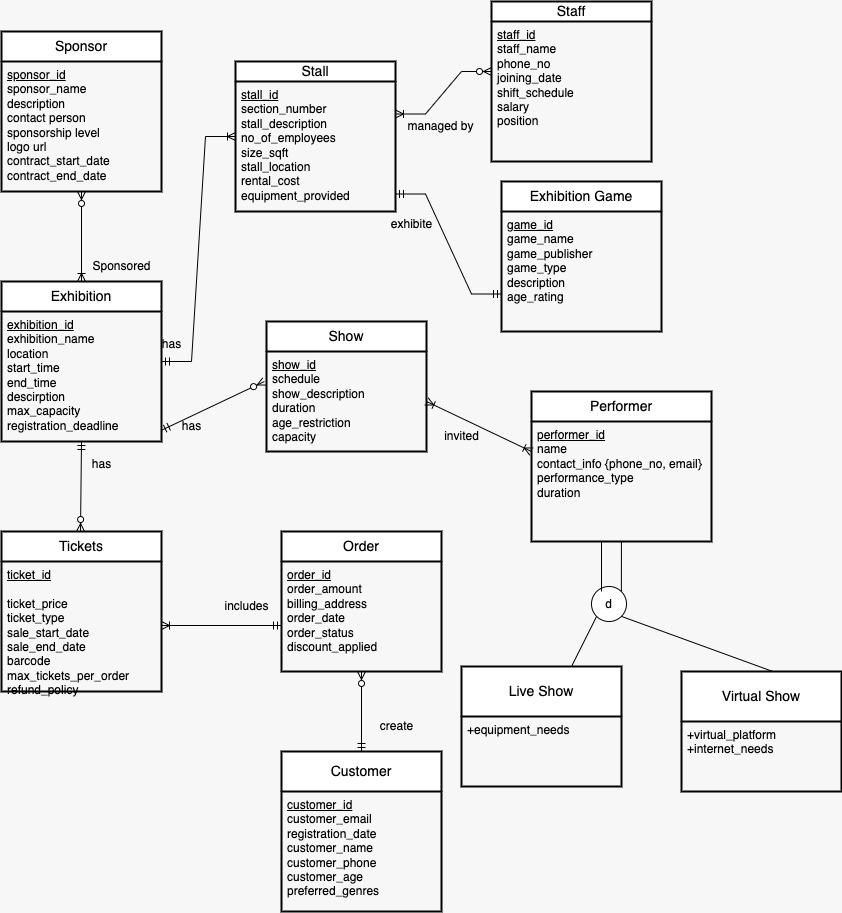 Sponsor
sponsor_id
sponsor_name
description
contact person
sponsorship level
logo url
contract_start_date
contract_end_date
Stall
stall_id
section_number
stall_description
no_of_employees
size_sqft
stall_location
rental_cost
equipment_provided
Staff
staff_id
staff_name
phone_no
joining_date
shift_schedule
salary
position
managed by
Exhibition Game
game_id
game_name
game_publisher
game_type
description
age_rating
exhibite
Sponsored
Exhibition
exhibition_id
exhibition_name
location
start_time
end_time
descirption
max_capacity
registration_deadline
has
has
has
Show
show_id
schedule
show_description
duration
age_restriction
capacity
invited
Performer
performer_id
name
contact_info {phone_no, email}
performance_type
duration
d
Tickets
ticket_id
ticket_price
ticket_type
sale_start_date
sale_end_date
barcode
max_tickets_per_order
refund_policy
includes
Order
order_id
order_amount
billing_address
order_date
order_status
discount_applied
create
Live Show
+equipment_needs
Virtual Show
+virtual_platform
+internet_needs
Customer
customer_id
customer_email
registration_date
customer_name
customer_phone
customer_age
preferred_genres